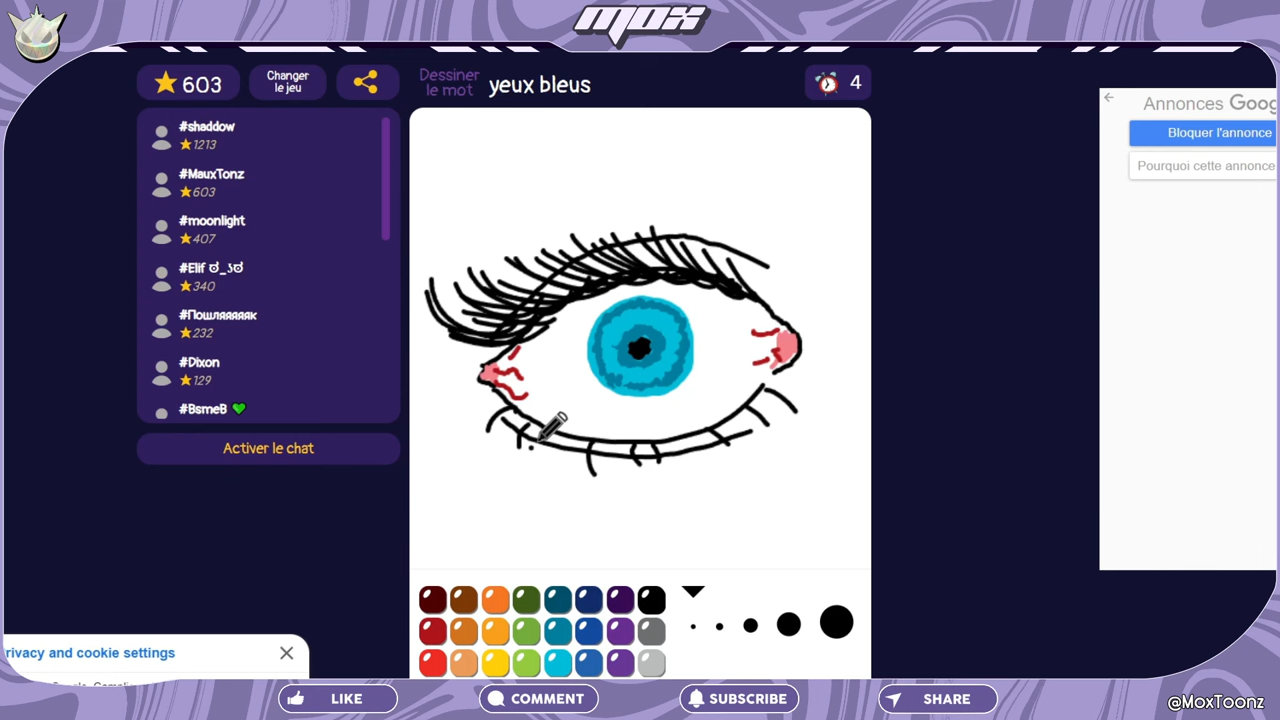 MOX
603
Changer
le jeu
Dessiner
le mot
yeux bleus
4
#shaddow
1213
#MauxTonz
603
#moonlight
407
#Elif ಠ_ʖಠ
340
#Пошляяяяяк
232
#Dixon
129
#BsmeB
Activer le chat
Annonces Goog
Bloquer l'annonce
Pourquoi cette annonce
rivacy and cookie settings
LIKE
COMMENT
SUBSCRIBE
SHARE
@MoxToonz